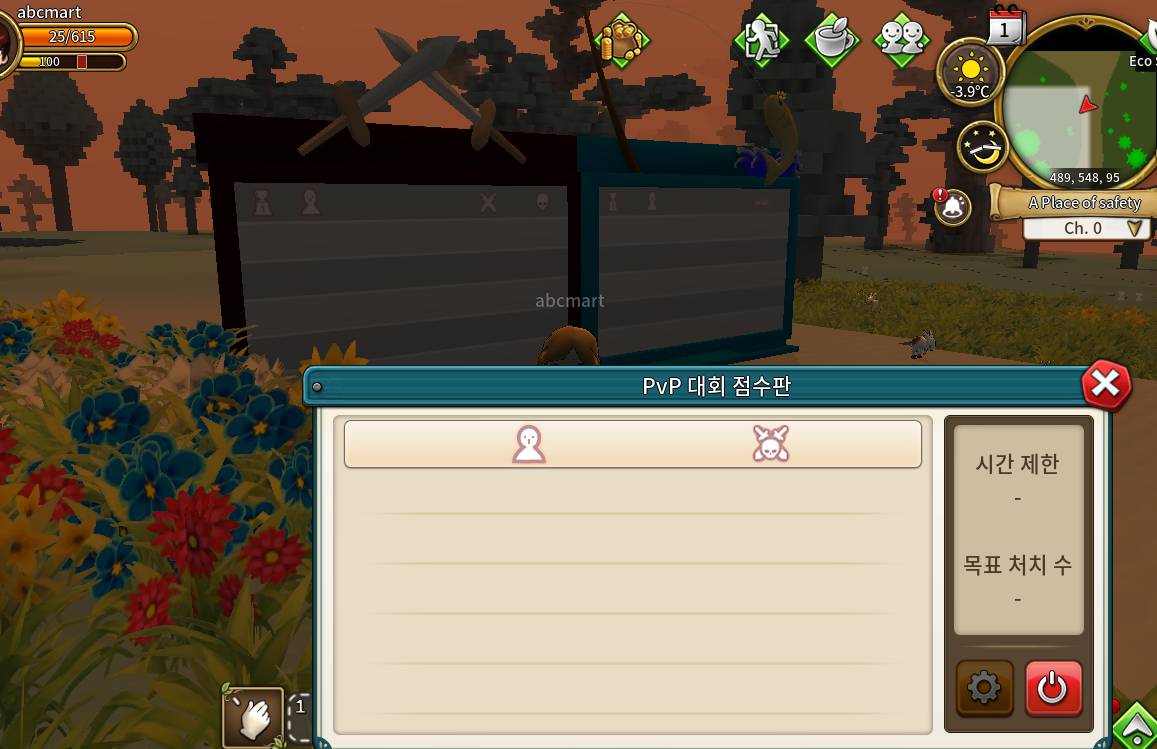 abcmart
25/615
100
1
Eco
-3.9℃
489, 548, 95
A Place of safety
Ch. 0
abcmart
z
z z
PvP 대회 점수판
시간 제한
-
목표 처치 수
-
1